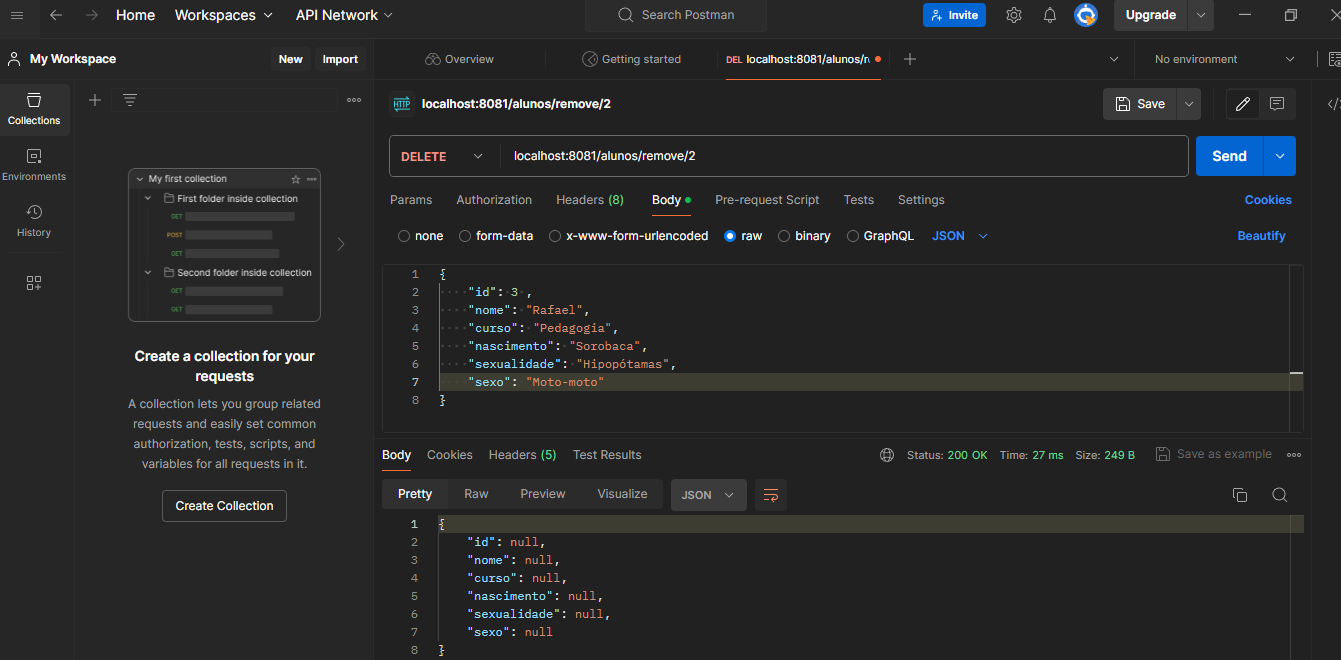 Home Workspaces API Network Search Postman Invite Upgrade
My Workspace New Import Overview Getting started DEL localhost:8081/alunos/r No environment
Collections
Environments
History
My first collection
First folder inside collection
GET
POST
GET
Second folder inside collection
GET
GET
Create a collection for your
requests
A collection lets you group related
requests and easily set common
authorization, tests, scripts, and
variables for all requests in it.
Create Collection
HTTP localhost:8081/alunos/remove/2 Save
DELETE localhost:8081/alunos/remove/2 Send
Params Authorization Headers (8) Body Pre-request Script Tests Settings Cookies
none form-data x-www-form-urlencoded raw binary GraphQL JSON Beautify
1 {
2 "id": 3 ,
3 "nome": "Rafael",
4 "curso": "Pedagogia",
5 "nascimento": "Sorobaca",
6 "sexualidade": "Hipopótamas",
7 "sexo": "Moto-moto"
8 }
Body Cookies Headers (5) Test Results Status: 200 OK Time: 27 ms Size: 249 B Save as example
Pretty Raw Preview Visualize JSON
1 {
2 "id": null,
3 "nome": null,
4 "curso": null,
5 "nascimento": null,
6 "sexualidade": null,
7 "sexo": null
8 }